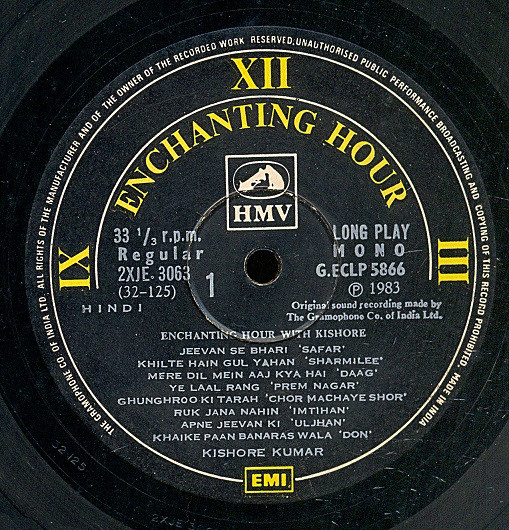 THE GRAMOPHONE CO. OF INDIA LTD. ALL RIGHTS OF THE MANUFACTURER AND OF THE OWNER OF THE RECORDED WORK RESERVED, UNAUTHORISED PUBLIC PERFORMANCE BROADCASTING AND COPYING OF THIS RECORD PROHIBITED MADE IN INDIA
XII
ENCHANTING HOUR
IX
III
HMV
33 1/3 r.p.m.
Regular
2XJE. 3063
(32-125)
1
HINDI
LONG PLAY
MONO
G.ECLP 5866
℗ 1983
Original sound recording made by
The Gramophone Co. of India Ltd.
ENCHANTING HOUR WITH KISHORE
JEEVAN SE BHARI 'SAFAR'
KHILTE HAIN GUL YAHAN 'SHARMILEE'
MERE DIL MEIN AAJ KYA HAI 'DAAG'
YE LAAL RANG 'PREM NAGAR'
GHUNGHROO KI TARAH 'CHOR MACHAYE SHOR'
RUK JANA NAHIN 'IMTIHAN'
APNE JEEVAN KI 'ULJHAN'
KHAIKE PAAN BANARAS WALA 'DON'
KISHORE KUMAR
EMI